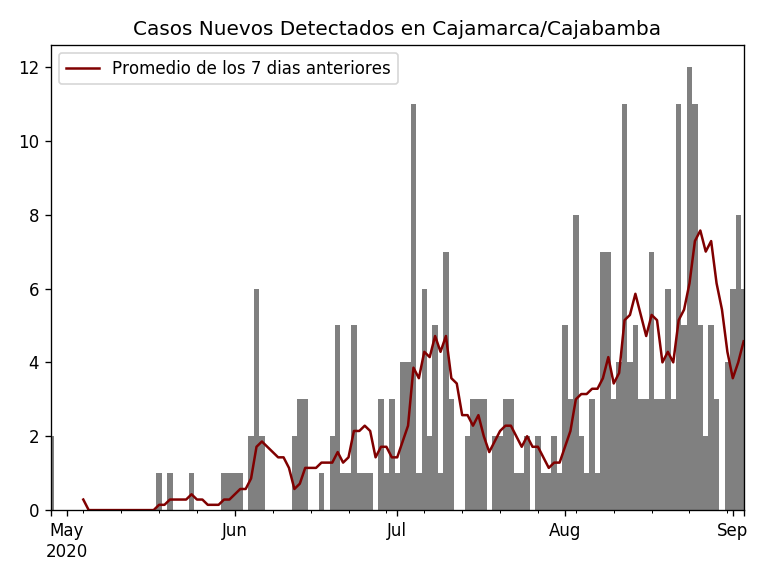 Casos Nuevos Detectados en Cajamarca/Cajabamba
Promedio de los 7 dias anteriores
12
10
8
6
4
2
0
May Jun Jul Aug Sep
2020